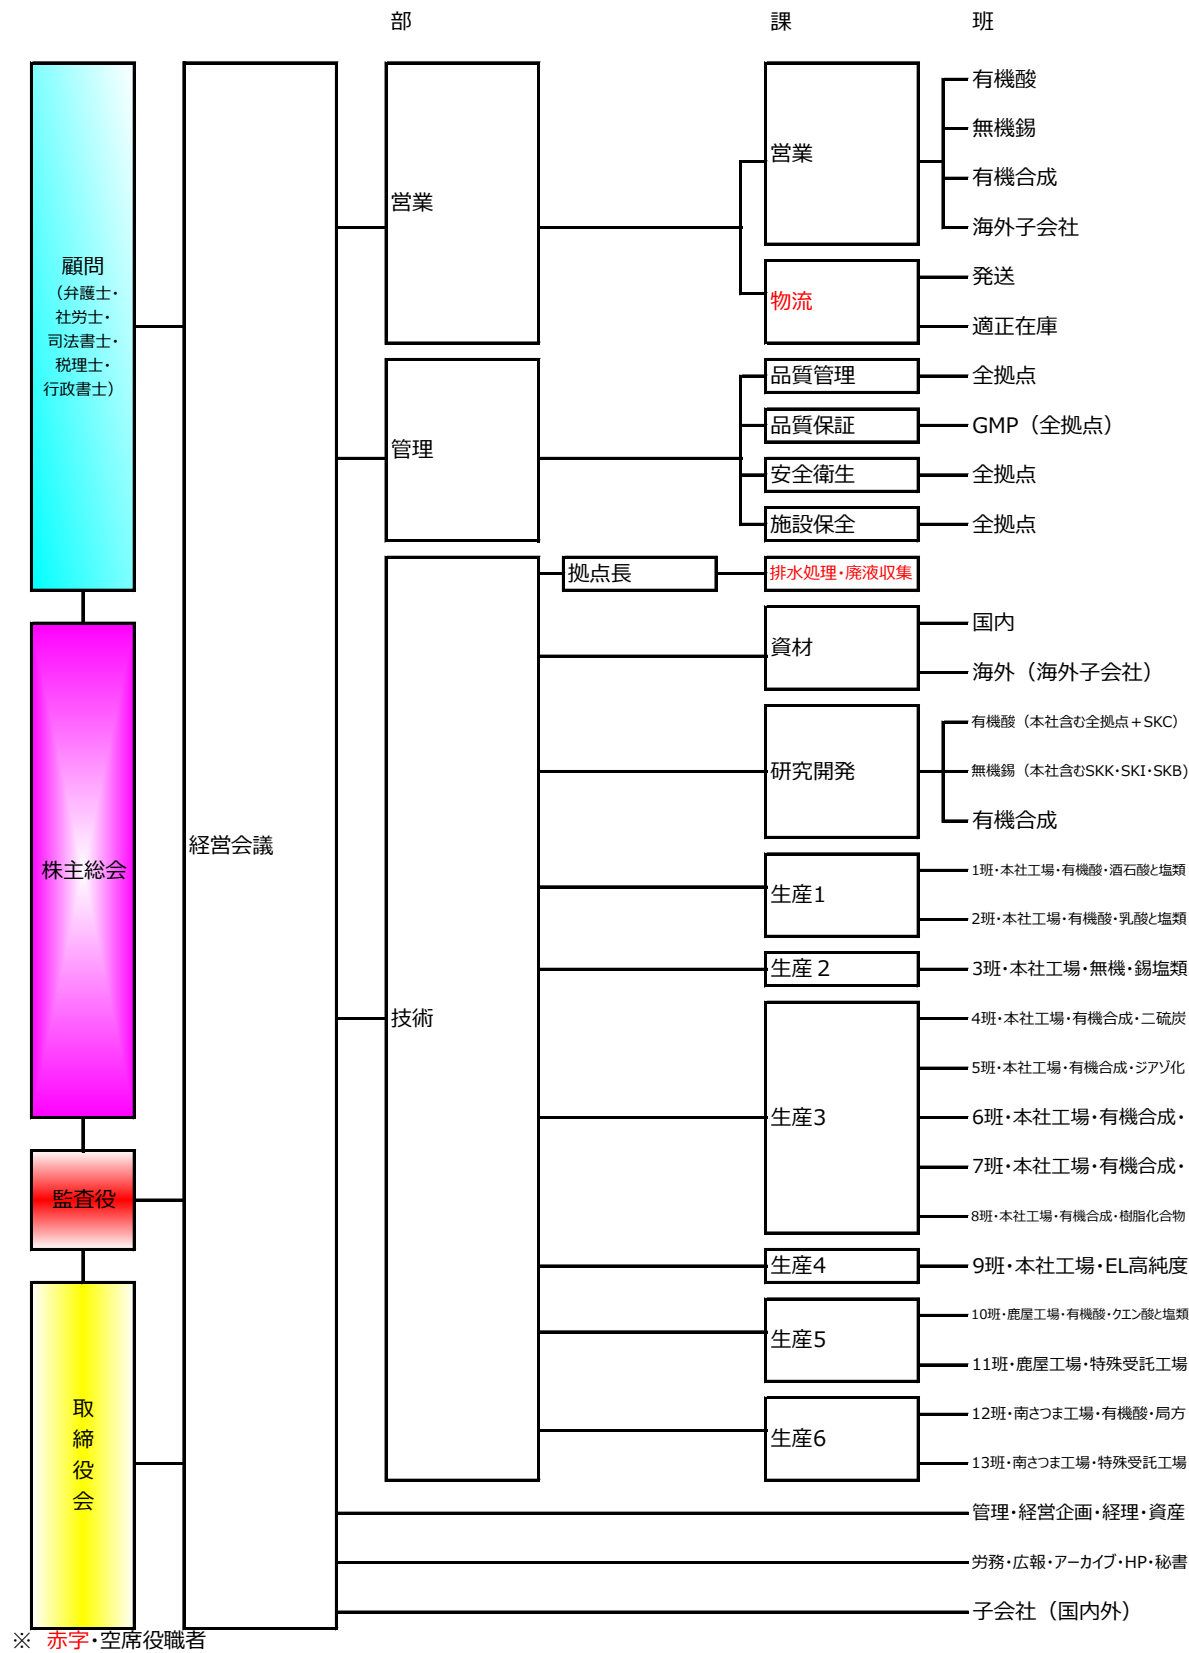 部
課
班
顧問
（弁護士・
社労士・
司法書士・
税理士・
行政書士）
株主総会
監査役
取
締
役
会
経営会議
営業
営業
有機酸
無機錫
有機合成
海外子会社
物流
発送
適正在庫
管理
品質管理
全拠点
品質保証
GMP（全拠点）
安全衛生
全拠点
施設保全
全拠点
技術
拠点長
排水処理・廃液収集
資材
国内
海外（海外子会社）
研究開発
有機酸（本社含む全拠点＋SKC）
無機錫（本社含むSKK・SKI・SKB)
有機合成
生産1
1班・本社工場・有機酸・酒石酸と塩類
2班・本社工場・有機酸・乳酸と塩類
生産２
3班・本社工場・無機・錫塩類
生産3
4班・本社工場・有機合成・二硫炭
5班・本社工場・有機合成・ジアゾ化
6班・本社工場・有機合成・
7班・本社工場・有機合成・
8班・本社工場・有機合成・樹脂化合物
生産4
9班・本社工場・EL高純度
生産5
10班・鹿屋工場・有機酸・クエン酸と塩類
11班・鹿屋工場・特殊受託工場
生産6
12班・南さつま工場・有機酸・局方
13班・南さつま工場・特殊受託工場
管理・経営企画・経理・資産
労務・広報・アーカイブ・HP・秘書
子会社（国内外）
※　赤字・空席役職者